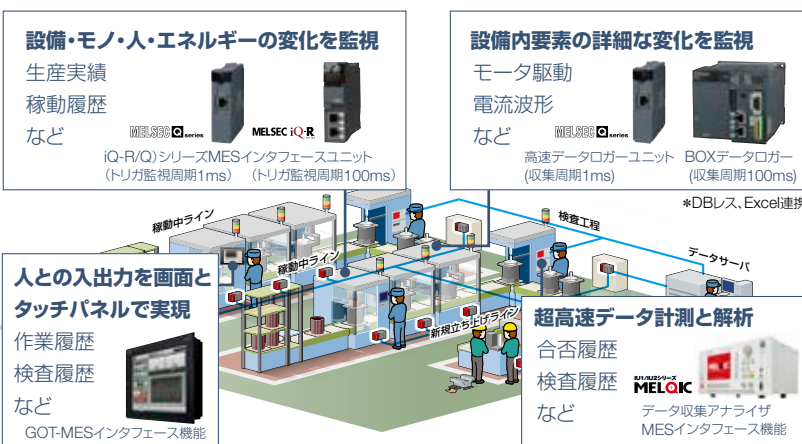 設備・モノ・人・エネルギーの変化を監視
生産実績
稼動履歴
など
MELSEC Q series
MELSEC iQ-R series
iQ-R/Q)シリーズMESインタフェースユニット
(トリガ監視周期1ms) (トリガ監視周期100ms)
設備内要素の詳細な変化を監視
モータ駆動
電流波形
など
MELSEC Q series
高速データロガーユニット BOXデータロガー
(収集周期1ms) (収集周期100ms)
*DBレス、Excel連携
稼動中ライン
稼動中ライン
検査工程
データサーバ
新規立ち上げライン
人との入出力を画面と
タッチパネルで実現
作業履歴
検査履歴
など
GOT-MESインタフェース機能
超高速データ計測と解析
合否履歴
検査履歴
など
IU1/IU2シリーズ
MELQIC
データ収集アナライザ
MESインタフェース機能